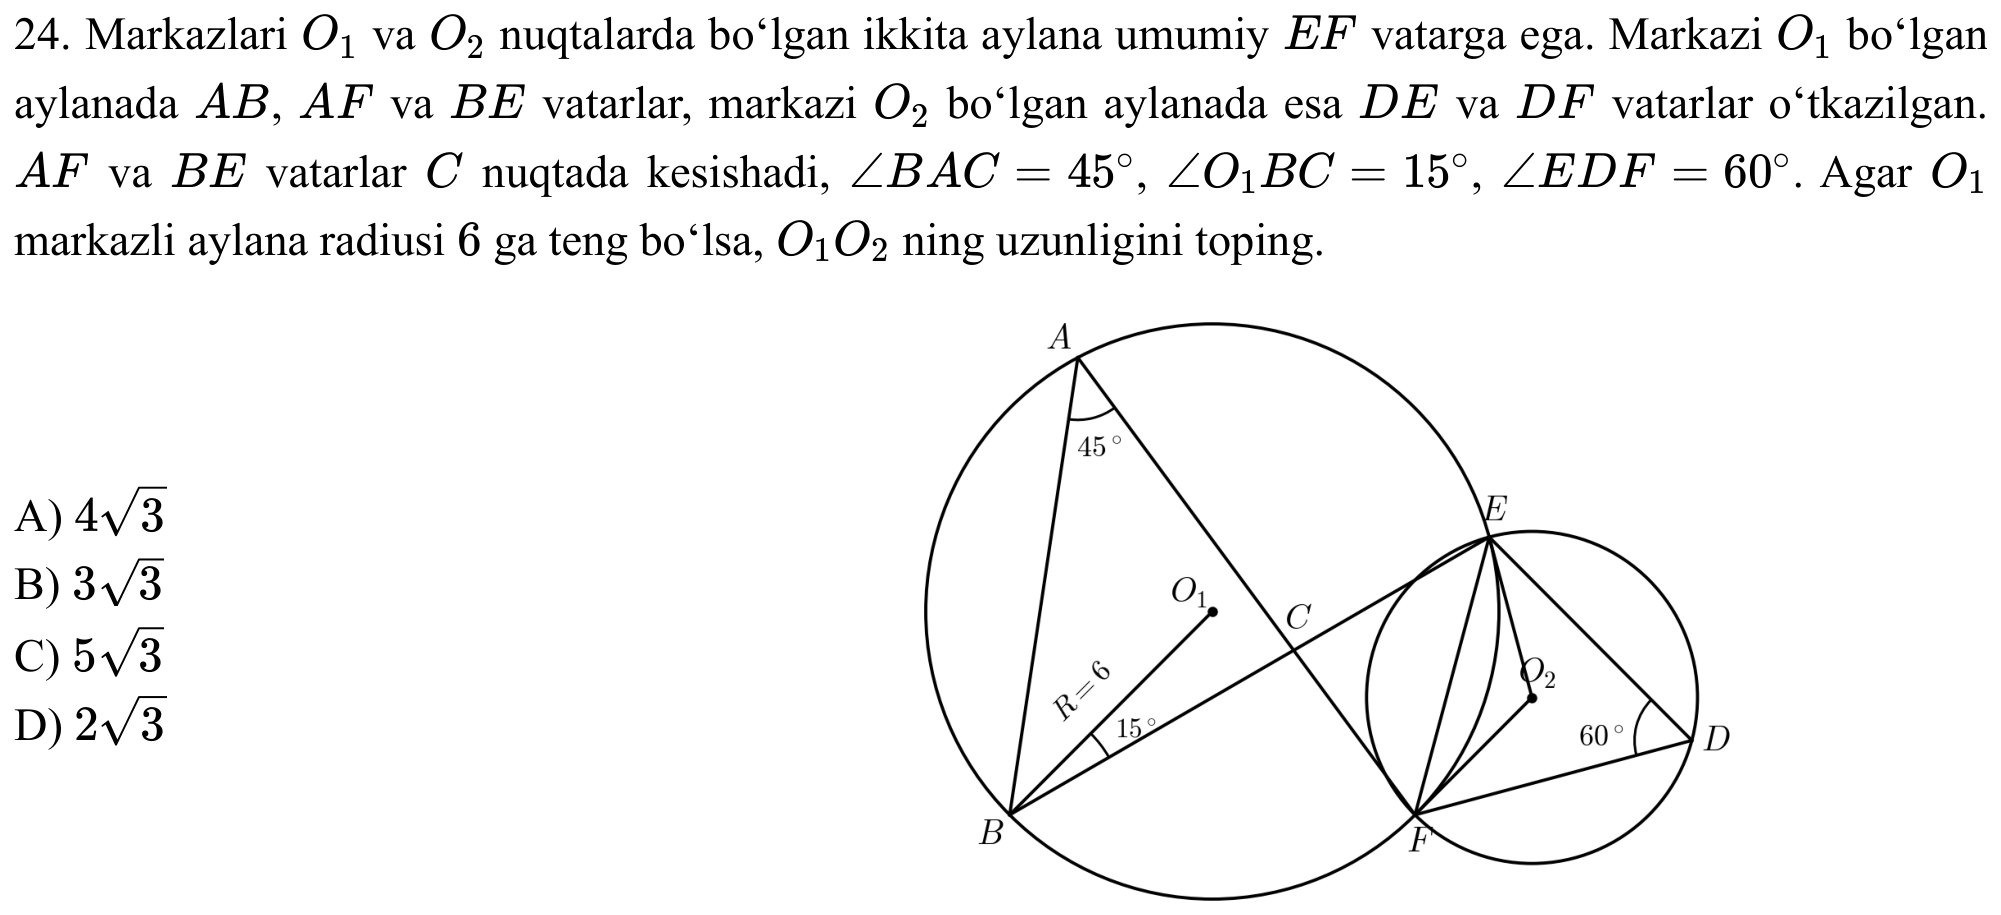 24. Markazlari O₁ va O₂ nuqtalarda bo‘lgan ikkita aylana umumiy EF vatarga ega. Markazi O₁ bo‘lgan
aylanada AB, AF va BE vatarlar, markazi O₂ bo‘lgan aylanada esa DE va DF vatarlar o‘tkazilgan.
AF va BE vatarlar C nuqtada kesishadi, ∠BAC = 45°, ∠O₁BC = 15°, ∠EDF = 60°. Agar O₁
markazli aylana radiusi 6 ga teng bo‘lsa, O₁O₂ ning uzunligini toping.
A
45°
E
O₁
C
R=6
O₂
15°
60°
D
B
F
A) 4√3
B) 3√3
C) 5√3
D) 2√3